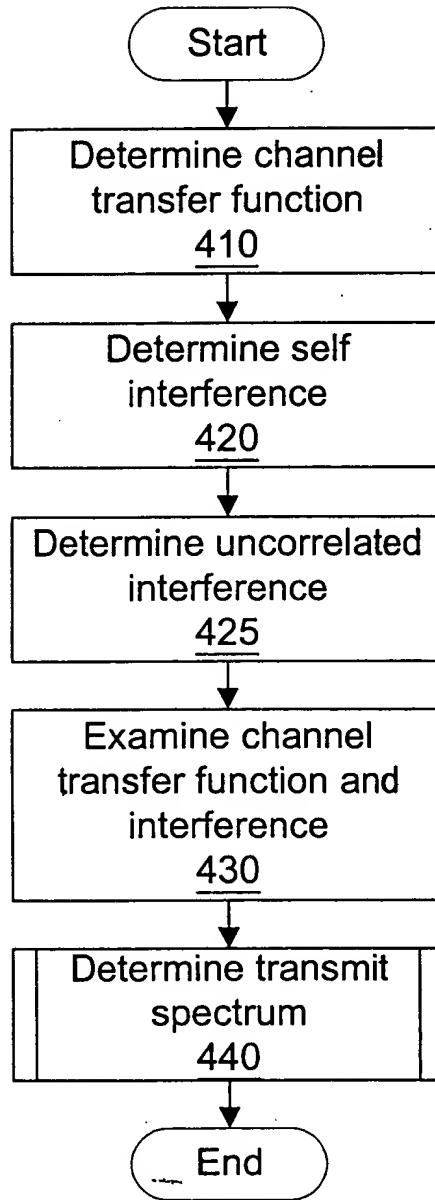 Start
Determine channel
transfer function
410
Determine self
interference
420
Determine uncorrelated
interference
425
Examine channel
transfer function and
interference
430
Determine transmit
spectrum
440
End